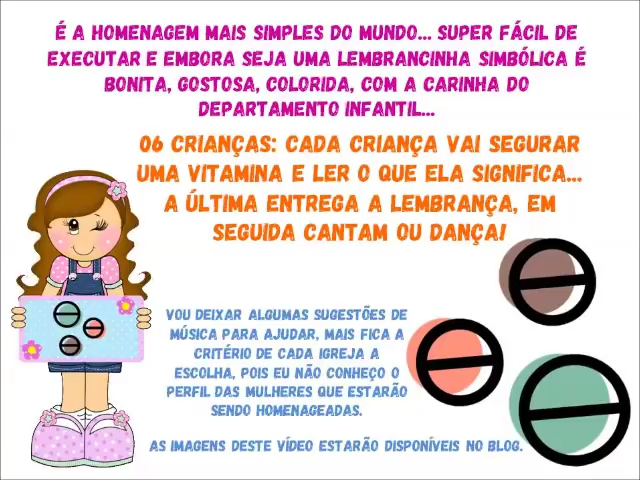 É A HOMENAGEM MAIS SIMPLES DO MUNDO... SUPER FÁCIL DE
EXECUTAR E EMBORA SEJA UMA LEMBRANCINHA SIMBÓLICA É
BONITA, GOSTOSA, COLORIDA, COM A CARINHA DO
DEPARTAMENTO INFANTIL...
06 CRIANÇAS: CADA CRIANÇA VAI SEGURAR
UMA VITAMINA E LER O QUE ELA SIGNIFICA...
A ÚLTIMA ENTREGA A LEMBRANÇA, EM
SEGUIDA CANTAM OU DANÇA!
VOU DEIXAR ALGUMAS SUGESTÕES DE
MÚSICA PARA AJUDAR, MAIS FICA A
CRITÉRIO DE CADA IGREJA A
ESCOLHA, POIS EU NÃO CONHEÇO O
PERFIL DAS MULHERES QUE ESTARÃO
SENDO HOMENAGEADAS.
AS IMAGENS DESTE VÍDEO ESTARÃO DISPONÍVEIS NO BLOG.